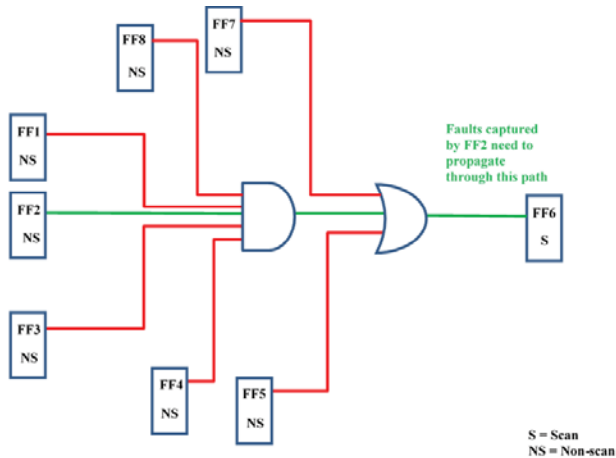 FF7
NS
FF8
NS
FF1
NS
Faults captured
by FF2 need to
propagate
through this path
FF2
NS
FF6
S
FF3
NS
FF4
NS
FF5
NS
S = Scan
NS = Non-scan